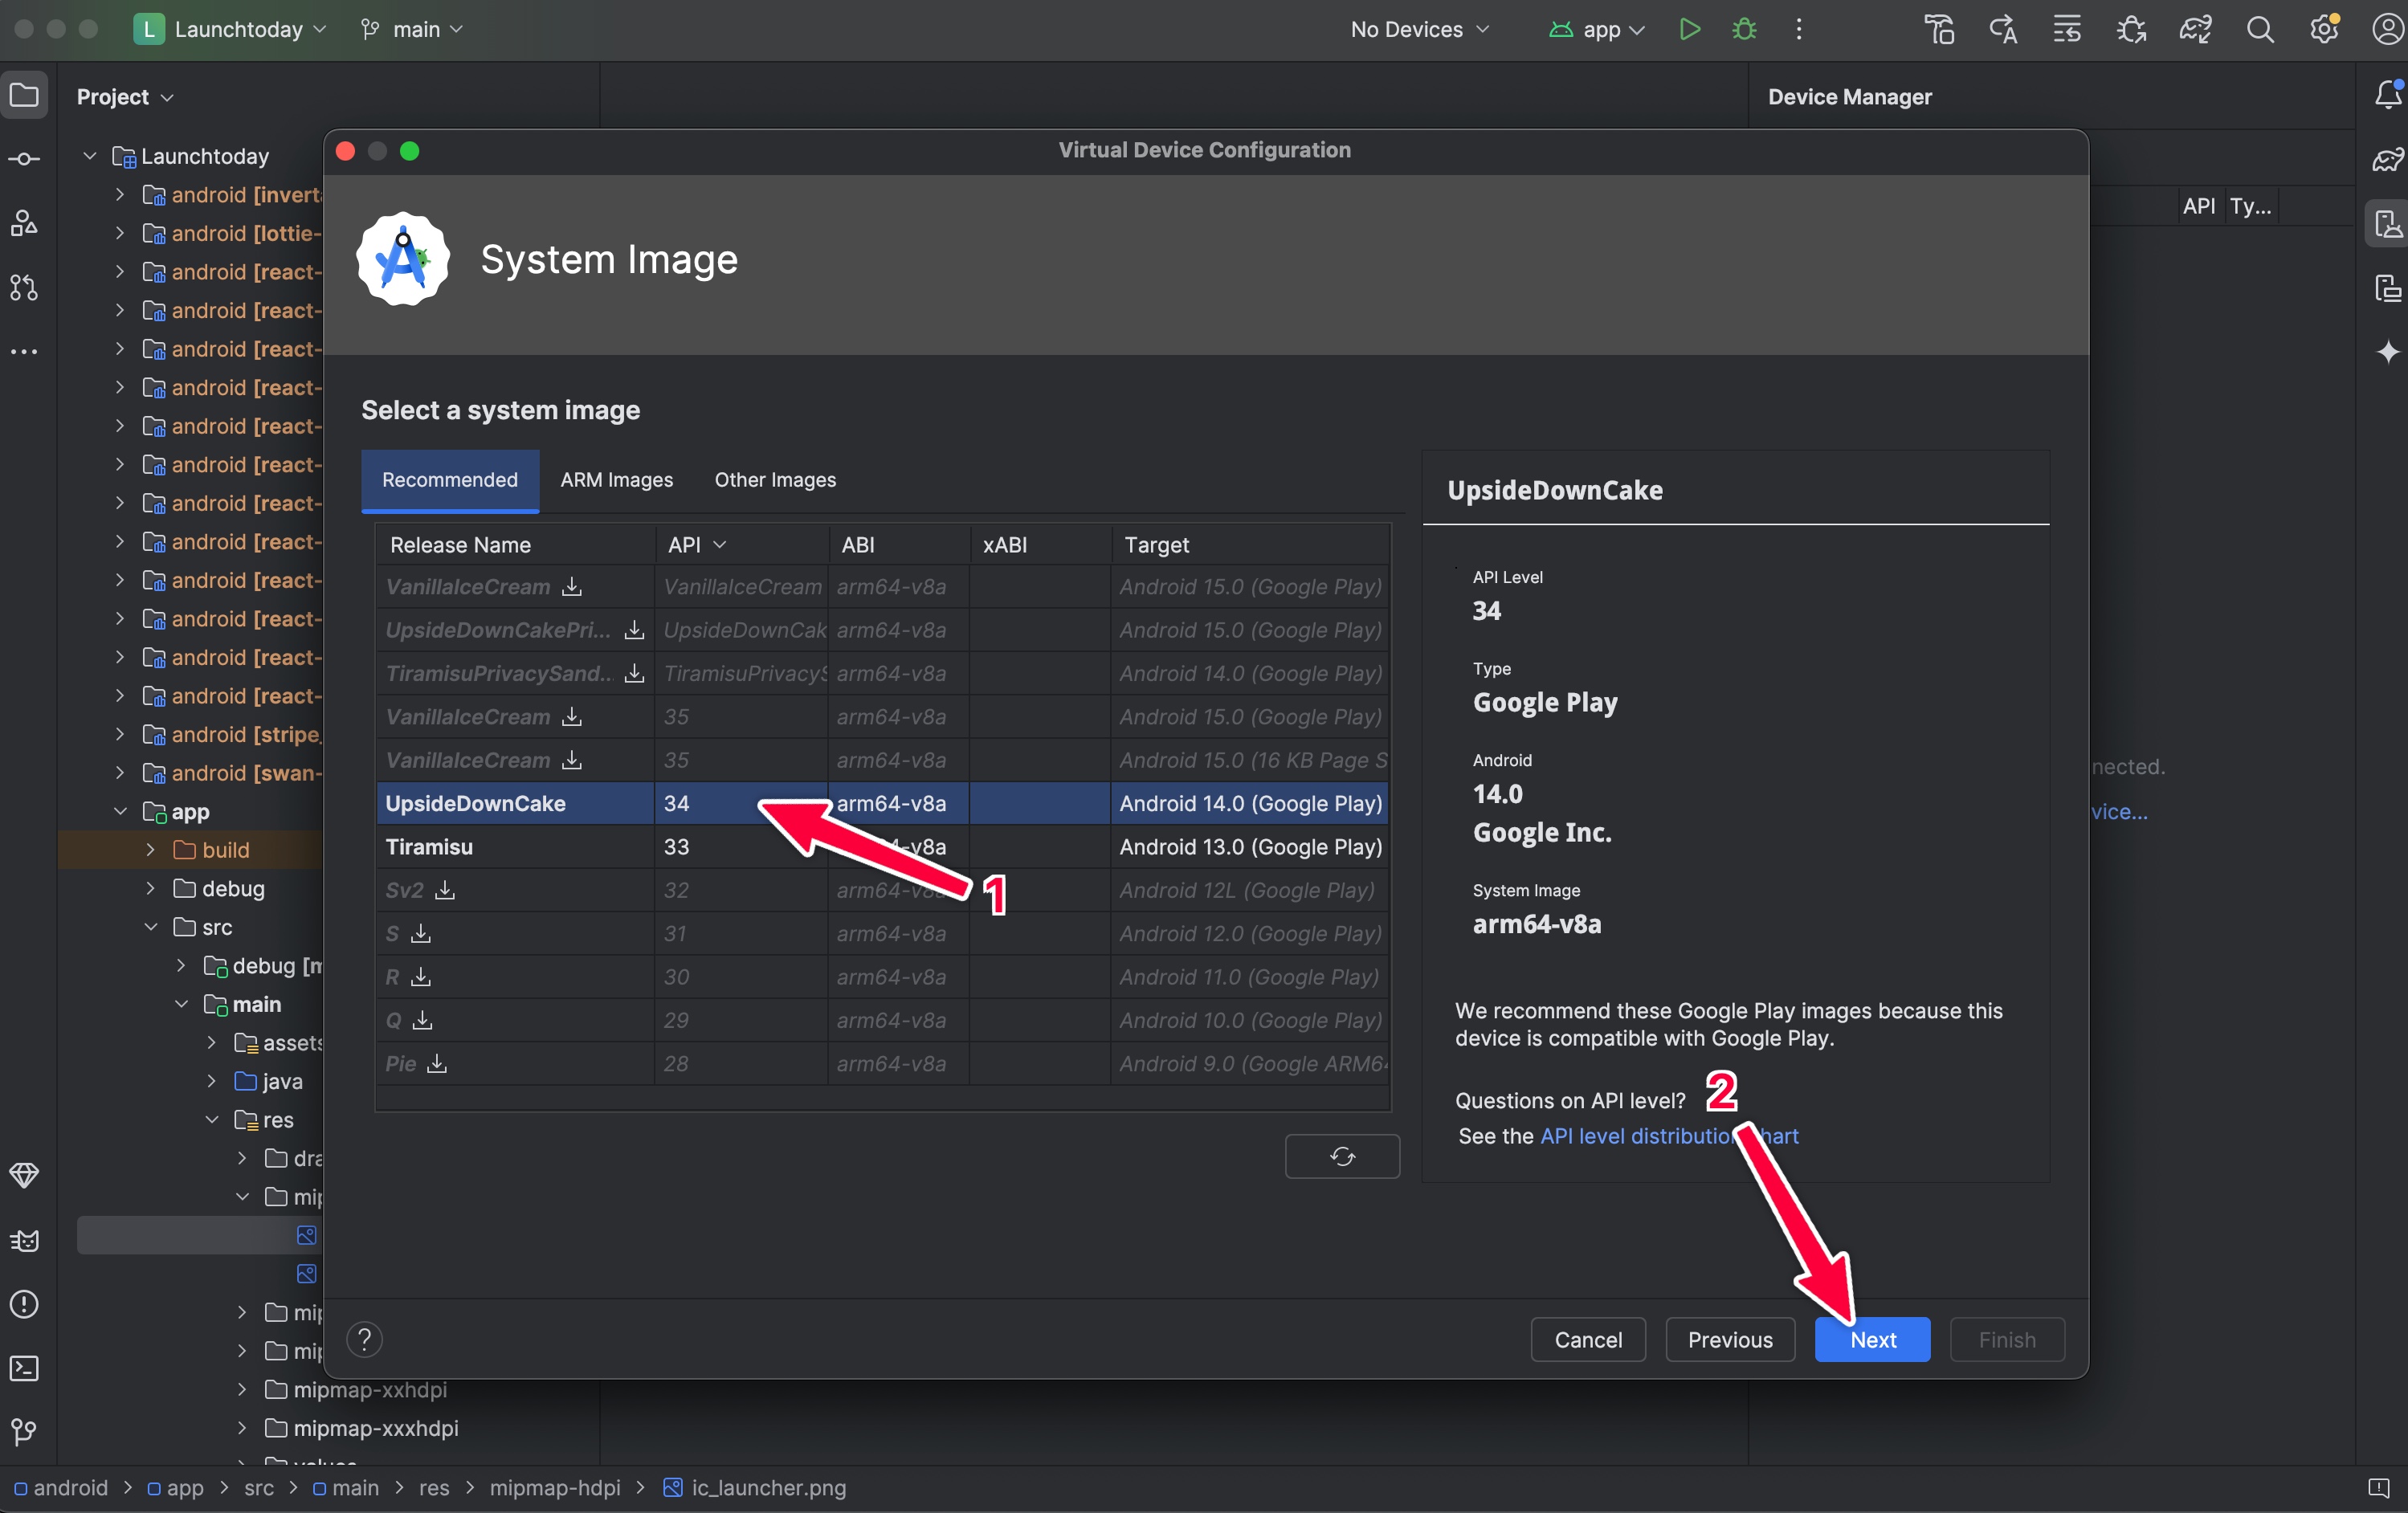 L Launchtoday main No Devices app
Project
Device Manager
Launchtoday
android [invert
android [lottie-
android [react-
android [react-
android [react-
android [react-
android [react-
android [react-
android [react-
android [react-
android [react-
android [react-
android [react-
android [react-
android [stripe_
android [swan-
app
build
debug
src
debug [m
main
assets
java
res
dra
mip
mip
mip
mipmap-xxhdpi
mipmap-xxxhdpi
values
Virtual Device Configuration
System Image
Select a system image
Recommended ARM Images Other Images
Release Name API ABI xABI Target
VanillaIceCream VanillaIceCream arm64-v8a Android 15.0 (Google Play)
UpsideDownCakePri... UpsideDownCak arm64-v8a Android 15.0 (Google Play)
TiramisuPrivacySand... TiramisuPrivacyS arm64-v8a Android 14.0 (Google Play)
VanillaIceCream 35 arm64-v8a Android 15.0 (Google Play)
VanillaIceCream 35 arm64-v8a Android 15.0 (16 KB Page S
UpsideDownCake 34 arm64-v8a Android 14.0 (Google Play)
Tiramisu 33 -v8a Android 13.0 (Google Play)
Sv2 32 arm64-v8a Android 12L (Google Play)
1
S 31 arm64-v8a Android 12.0 (Google Play)
R 30 arm64-v8a Android 11.0 (Google Play)
Q 29 arm64-v8a Android 10.0 (Google Play)
Pie 28 arm64-v8a Android 9.0 (Google ARM64
UpsideDownCake
API Level
34
Type
Google Play
Android
14.0
Google Inc.
System Image
arm64-v8a
We recommend these Google Play images because this
device is compatible with Google Play.
2
Questions on API level?
See the API level distribution hart
? Cancel Previous Next Finish
API Ty...
nected.
vice...
android > app > src > main > res > mipmap-hdpi > ic_launcher.png